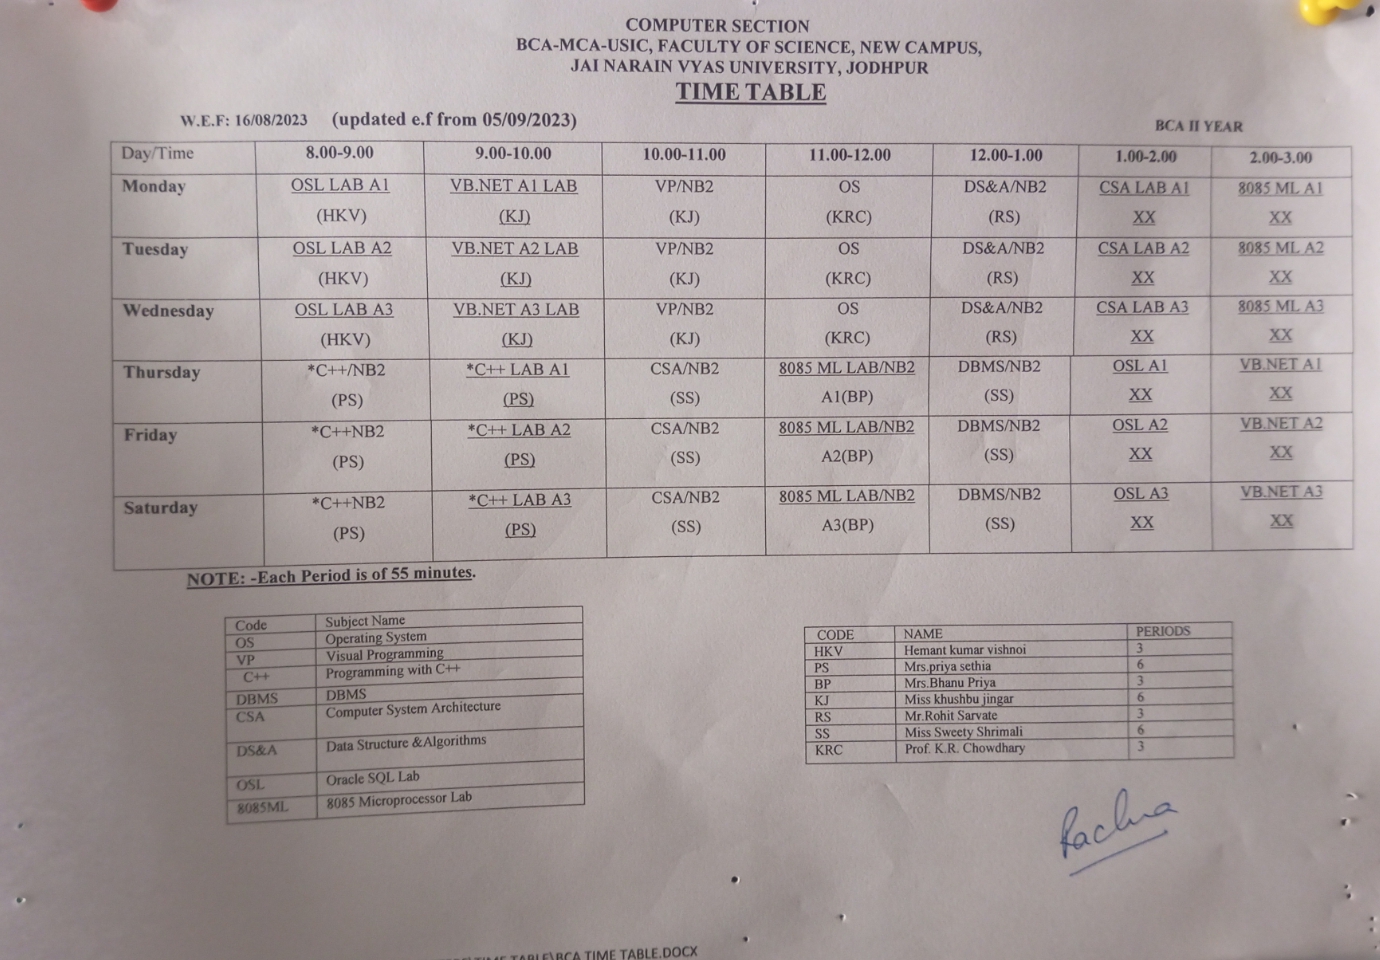 COMPUTER SECTION
BCA-MCA-USIC, FACULTY OF SCIENCE, NEW CAMPUS,
JAI NARAIN VYAS UNIVERSITY, JODHPUR
TIME TABLE
W.E.F: 16/08/2023 (updated e.f from 05/09/2023) BCA II YEAR
Day/Time 8.00-9.00 9.00-10.00 10.00-11.00 11.00-12.00 12.00-1.00 1.00-2.00 2.00-3.00
Monday OSL LAB A1 VB.NET A1 LAB VP/NB2 OS DS&A/NB2 CSA LAB A1 8085 ML A1
(HKV) (KJ) (KJ) (KRC) (RS) XX XX
Tuesday OSL LAB A2 VB.NET A2 LAB VP/NB2 OS DS&A/NB2 CSA LAB A2 8085 ML A2
(HKV) (KJ) (KJ) (KRC) (RS) XX XX
Wednesday OSL LAB A3 VB.NET A3 LAB VP/NB2 OS DS&A/NB2 CSA LAB A3 8085 ML A3
(HKV) (KJ) (KJ) (KRC) (RS) XX XX
Thursday *C++/NB2 *C++ LAB A1 CSA/NB2 8085 ML LAB/NB2 DBMS/NB2 OSL A1 VB.NET A1
(PS) (PS) (SS) A1(BP) (SS) XX XX
Friday *C++NB2 *C++ LAB A2 CSA/NB2 8085 ML LAB/NB2 DBMS/NB2 OSL A2 VB.NET A2
(PS) (PS) (SS) A2(BP) (SS) XX XX
Saturday *C++NB2 *C++ LAB A3 CSA/NB2 8085 ML LAB/NB2 DBMS/NB2 OSL A3 VB.NET A3
(PS) (PS) (SS) A3(BP) (SS) XX XX
NOTE: -Each Period is of 55 minutes.
Code Subject Name
OS Operating System
VP Visual Programming
C++ Programming with C++
DBMS DBMS
CSA Computer System Architecture
DS&A Data Structure &Algorithms
OSL Oracle SQL Lab
8085ML 8085 Microprocessor Lab
CODE NAME PERIODS
HKV Hemant kumar vishnoi 3
PS Mrs.priya sethia 6
BP Mrs.Bhanu Priya 3
KJ Miss khushbu jingar 6
RS Mr.Rohit Sarvate 3
SS Miss Sweety Shrimali 6
KRC Prof. K.R. Chowdhary 3
Rachna
TIME TABLE\BCA TIME TABLE.DOCX